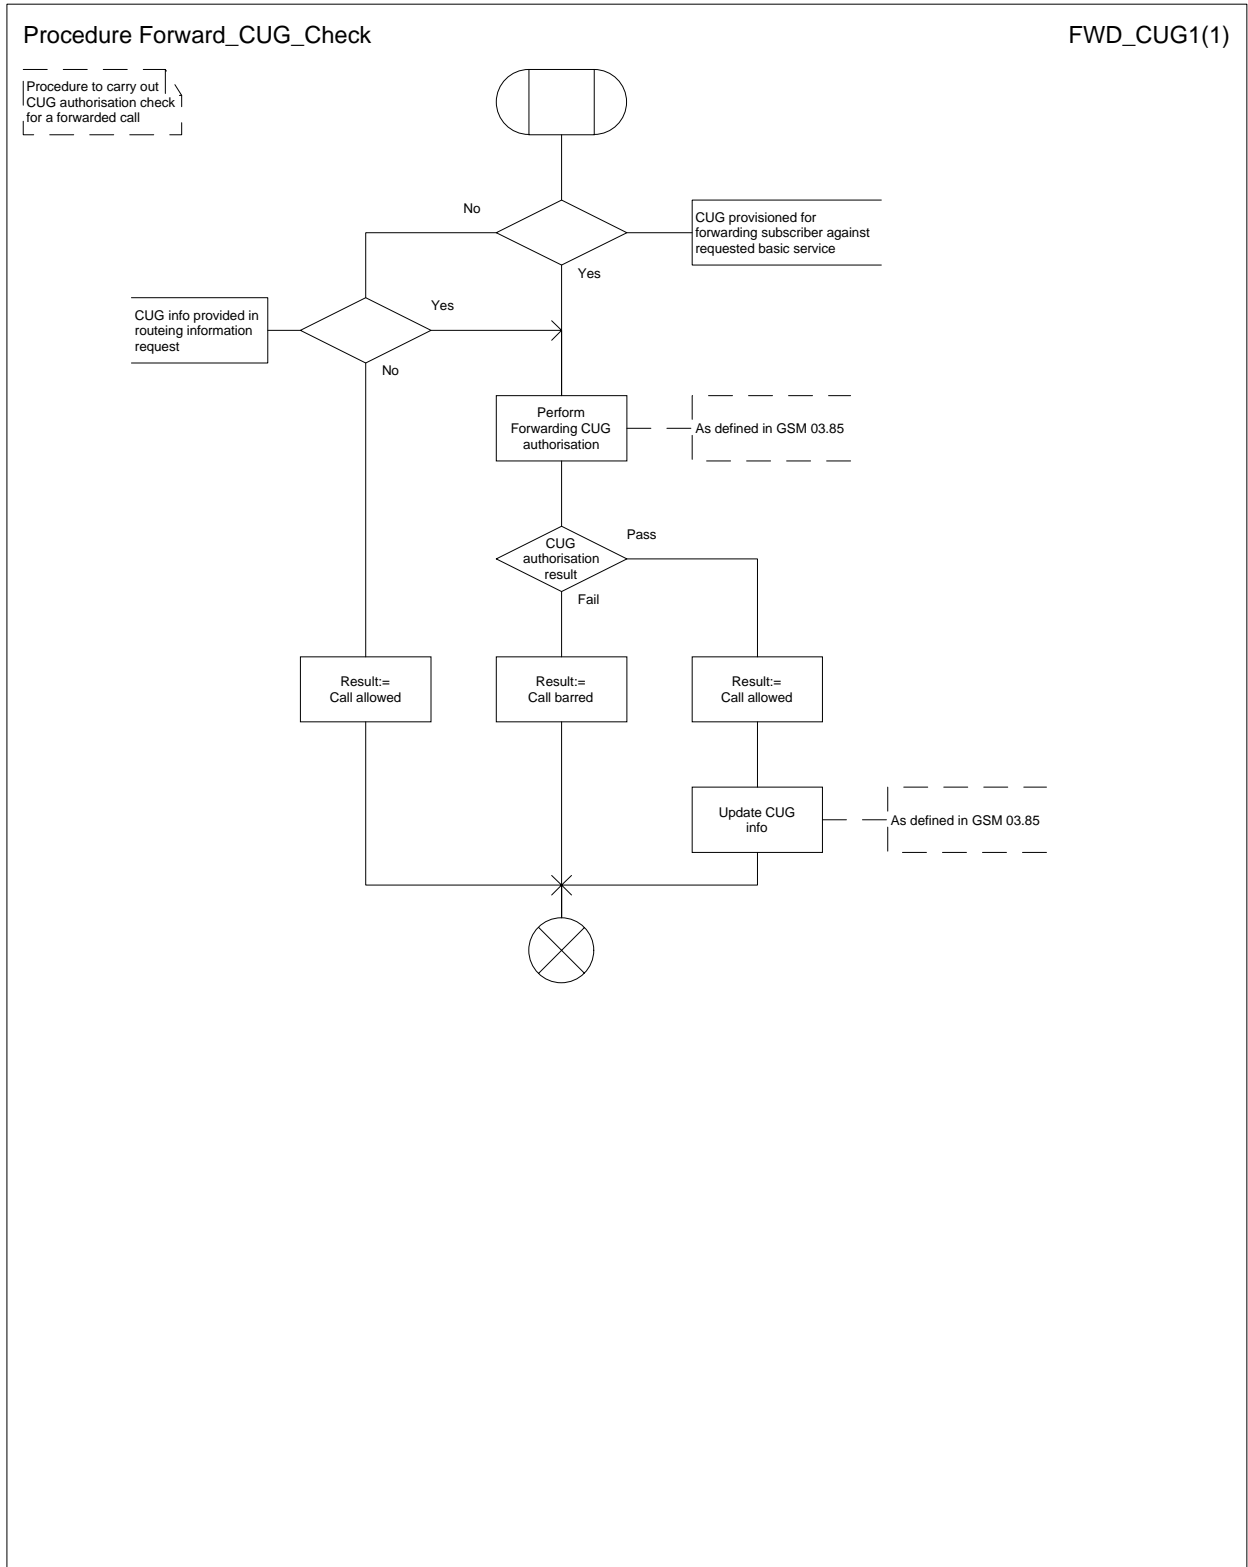 Procedure Forward_CUG_Check
FWD_CUG1(1)
Procedure to carry out
CUG authorisation check
for a forwarded call
No
CUG provisioned for
forwarding subscriber against
requested basic service
Yes
CUG info provided in
routeing information
request
Yes
No
Perform
Forwarding CUG
authorisation
As defined in GSM 03.85
CUG
authorisation
result
Pass
Fail
Result:=
Call allowed
Result:=
Call barred
Result:=
Call allowed
Update CUG
info
As defined in GSM 03.85